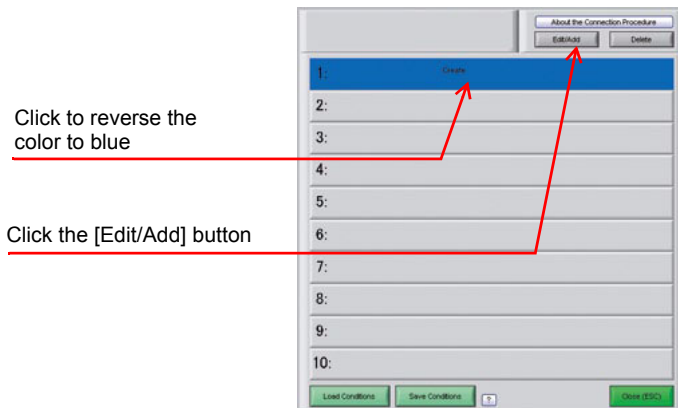 About the Connection Procedure
Edit/Add
Delete
1: Create
2:
Click to reverse the
color to blue
3:
4:
5:
Click the [Edit/Add] button
6:
7:
8:
9:
10:
Load Conditions
Save Conditions
?
Close (ESC)